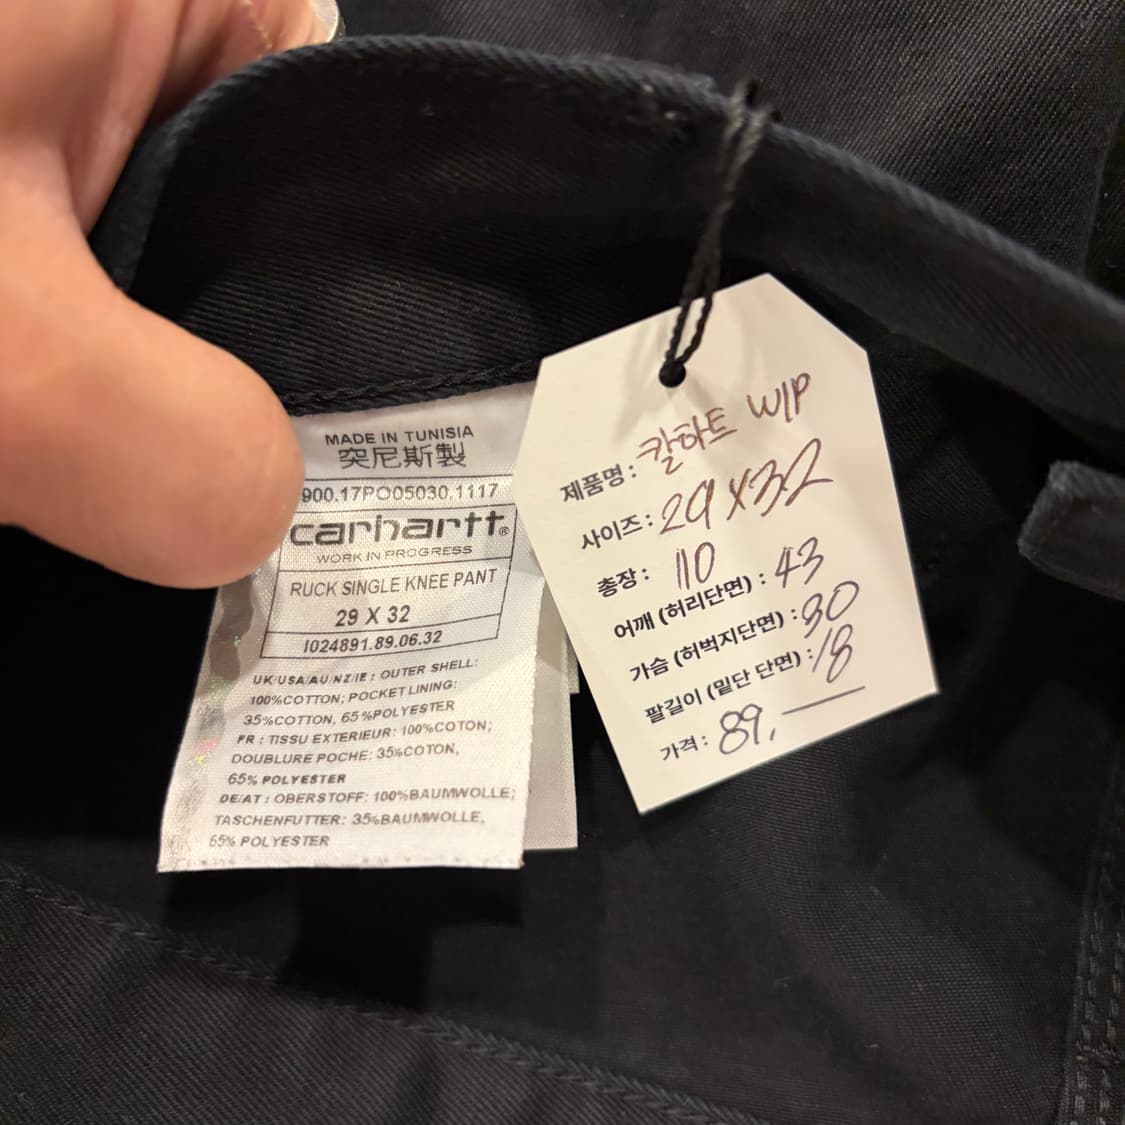 MADE IN TUNISIA
突尼斯製
900.17PO05030,1117
carhartt®
WORK IN PROGRESS
RUCK SINGLE KNEE PANT
29 X 32
I024891.89.06.32
UK/USA/AU/NZ/IE : OUTER SHELL:
100%COTTON; POCKET LINING:
35%COTTON, 65%POLYESTER
FR : TISSU EXTERIEUR: 100%COTON;
DOUBLURE POCHE: 35%COTON,
65% POLYESTER
DE/AT : OBERSTOFF: 100%BAUMWOLLE;
TASCHENFUTTER: 35%BAUMWOLLE,
65% POLYESTER
제품명 : 칼하트 WIP
사이즈 : 29X32
총장 : 110
어깨 (허리단면) : 43
가슴 (허벅지단면) : 30
팔길이 (밑단 단면) : 18
가격 : 89,—